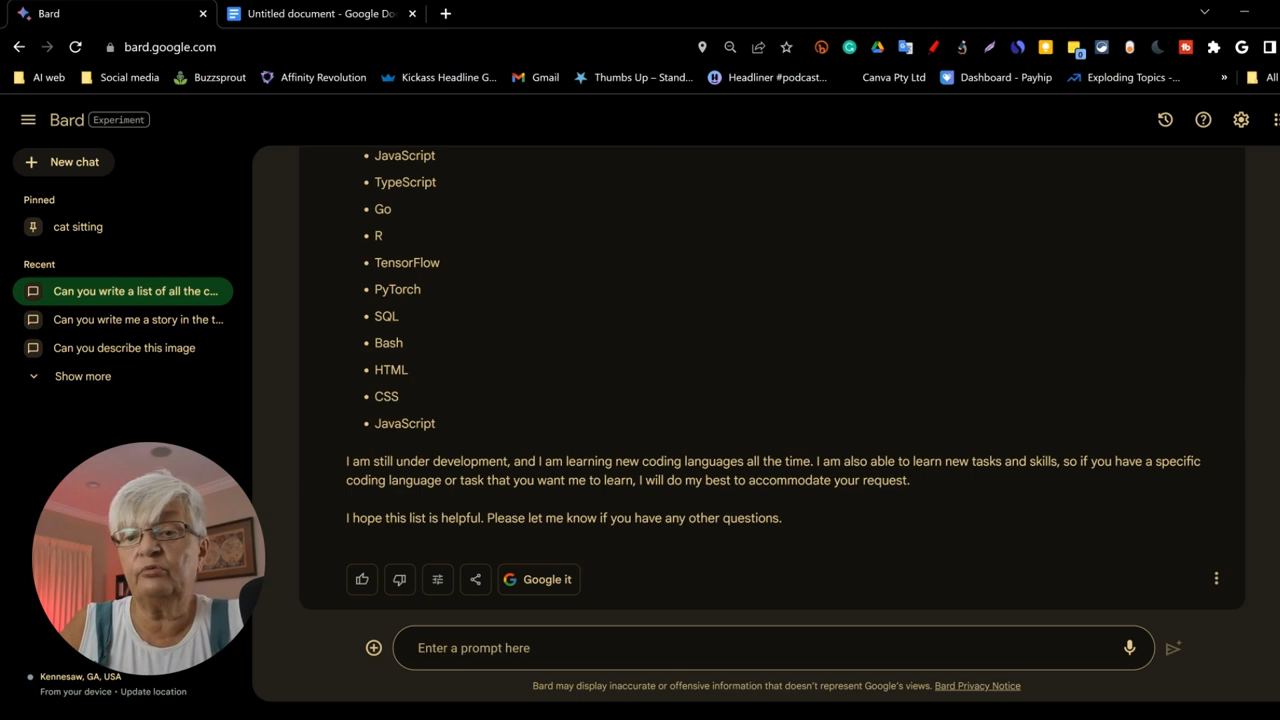 Bard
Untitled document - Google Do
bard.google.com
AI web
Social media
Buzzsprout
Affinity Revolution
Kickass Headline G...
Gmail
Thumbs Up – Stand...
Headliner #podcast...
Canva Pty Ltd
Dashboard - Payhip
Exploding Topics -...
»
All
Bard Experiment
New chat
Pinned
cat sitting
Recent
Can you write a list of all the c...
Can you write me a story in the t...
Can you describe this image
Show more
• JavaScript
• TypeScript
• Go
• R
• TensorFlow
• PyTorch
• SQL
• Bash
• HTML
• CSS
• JavaScript
I am still under development, and I am learning new coding languages all the time. I am also able to learn new tasks and skills, so if you have a specific
coding language or task that you want me to learn, I will do my best to accommodate your request.
I hope this list is helpful. Please let me know if you have any other questions.
Google it
Enter a prompt here
Bard may display inaccurate or offensive information that doesn't represent Google's views. Bard Privacy Notice
Kennesaw, GA, USA
From your device • Update location